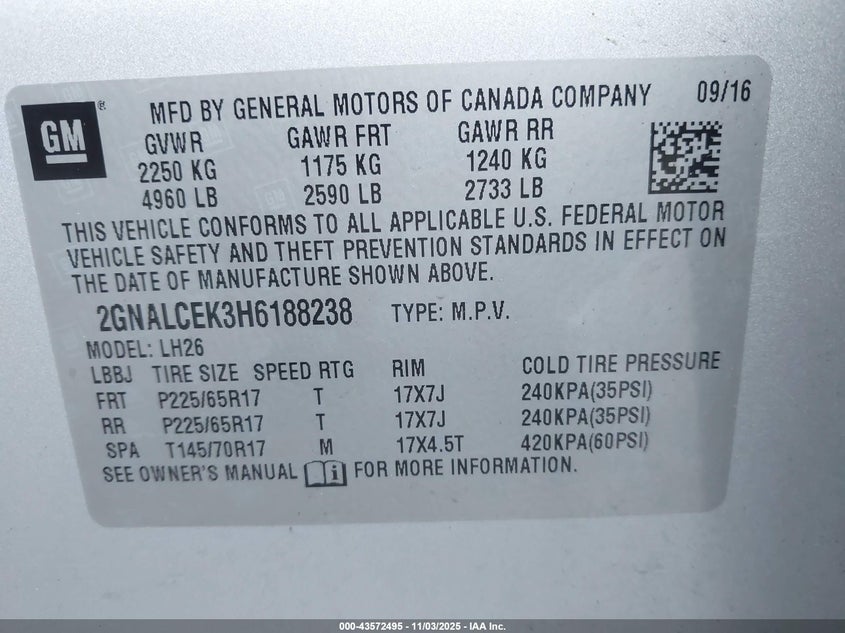 GM ® MFD BY GENERAL MOTORS OF CANADA COMPANY 09/16
GVWR GAWR FRT GAWR RR
2250 KG 1175 KG 1240 KG
4960 LB 2590 LB 2733 LB
THIS VEHICLE CONFORMS TO ALL APPLICABLE U.S. FEDERAL MOTOR
VEHICLE SAFETY AND THEFT PREVENTION STANDARDS IN EFFECT ON
THE DATE OF MANUFACTURE SHOWN ABOVE.
2GNALCEK3H6188238 TYPE: M.P.V.
MODEL: LH26
LBBJ TIRE SIZE SPEED RTG RIM COLD TIRE PRESSURE
FRT P225/65R17 T 17X7J 240KPA(35PSI)
RR P225/65R17 T 17X7J 240KPA(35PSI)
SPA T145/70R17 M 17X4.5T 420KPA(60PSI)
SEE OWNER'S MANUAL i FOR MORE INFORMATION.
000-43572495 - 11/03/2025 - IAA Inc.